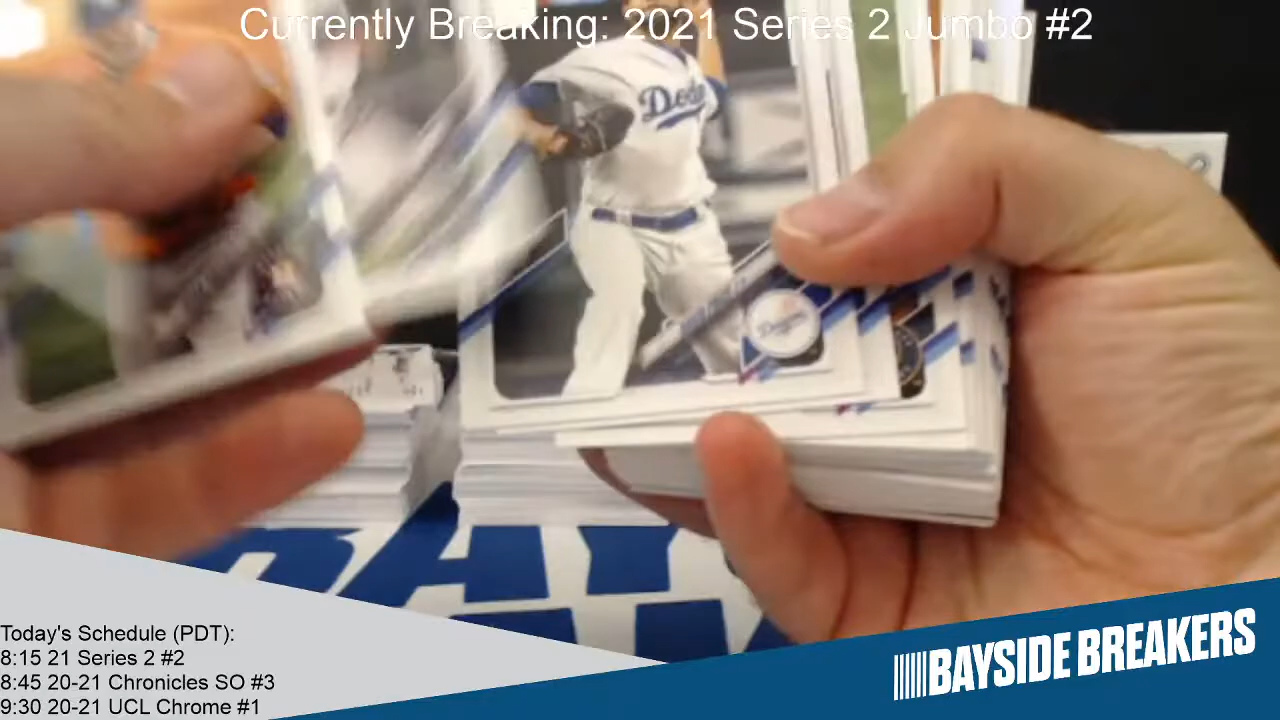 Currently Breaking: 2021 Series 2 Jumbo #2
Dodgers
BAYSIDE BREAKERS
Today's Schedule (PDT):
8:15 21 Series 2 #2
8:45 20-21 Chronicles SO #3
9:30 20-21 UCL Chrome #1